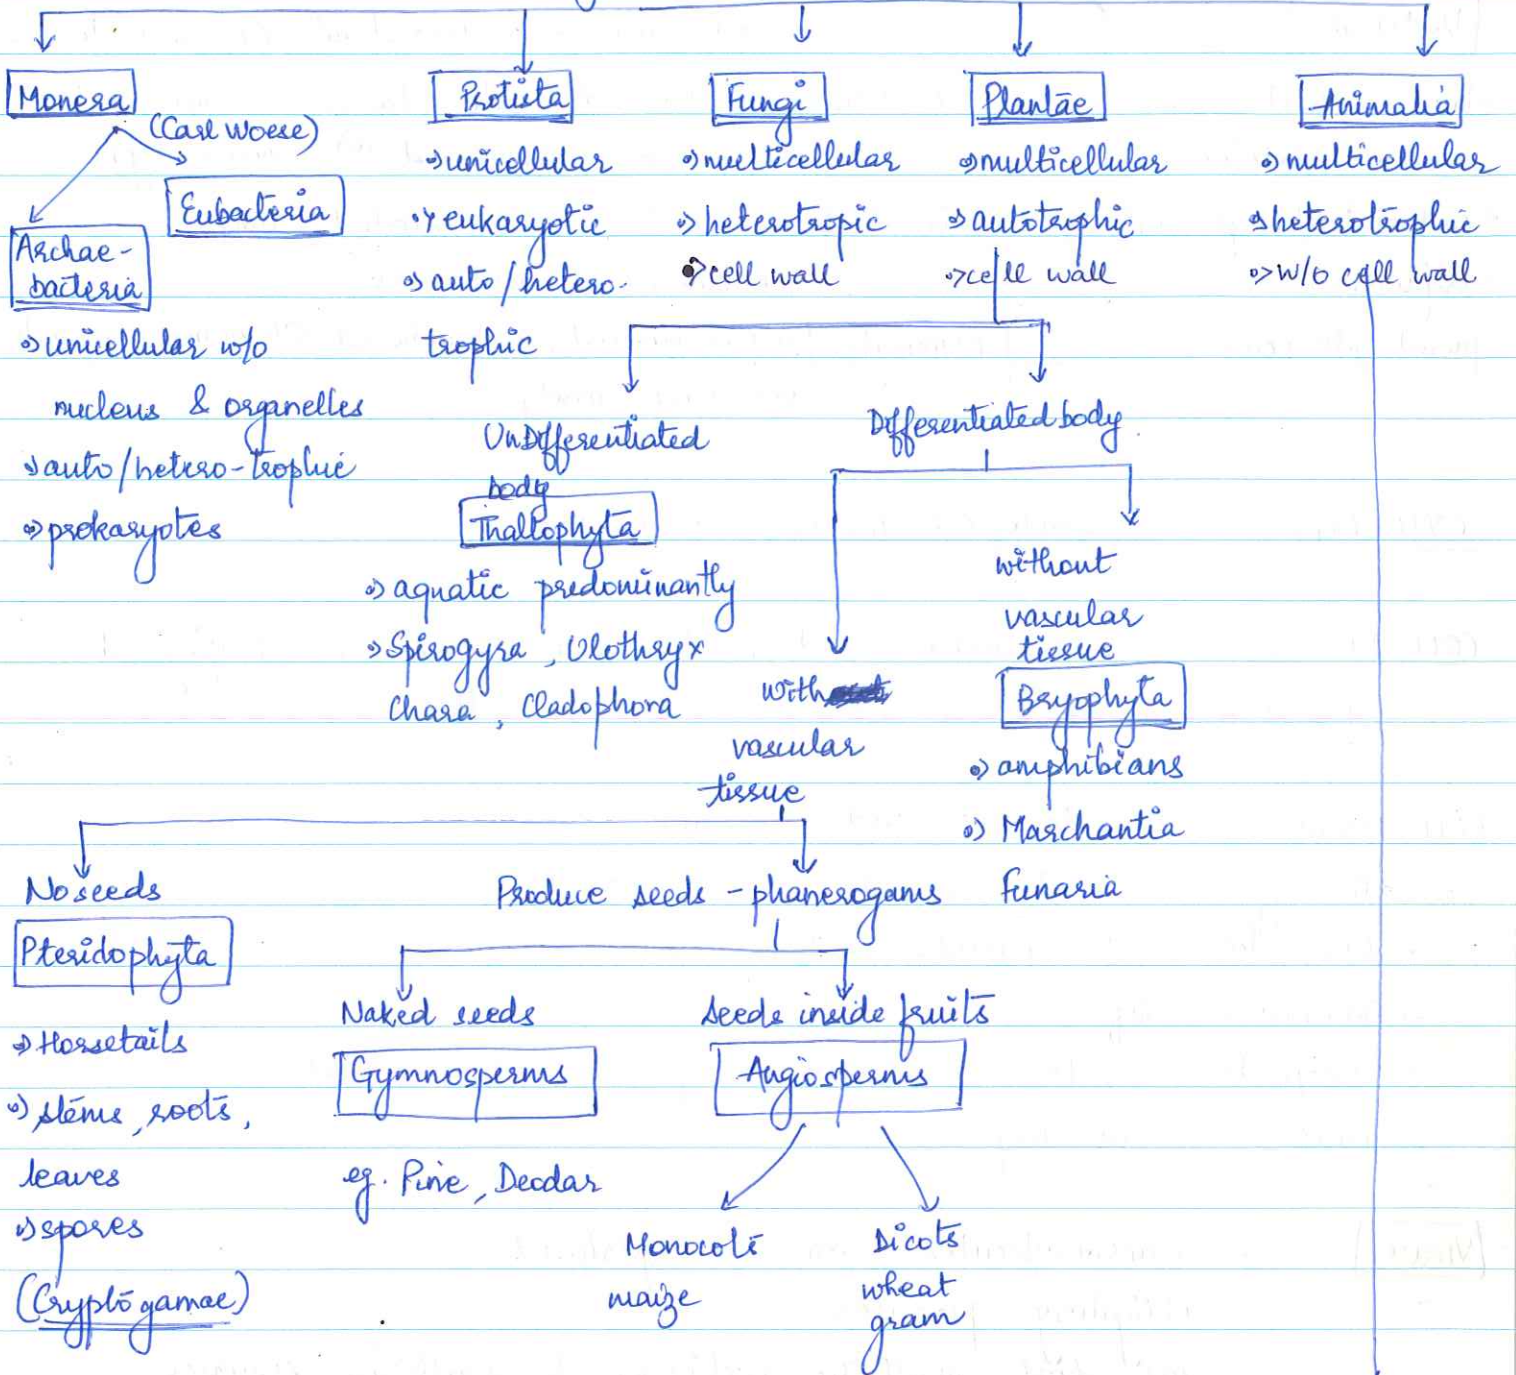 Monera
(Carl Woese)
Eubacteria
Archae-
bacteria
unicellular w/o
nucleus & organelles
auto/hetero-trophic
prokaryotes
Protista
unicellular
eukaryotic
auto/hetero-
trophic
Fungi
multicellular
heterotropic
cell wall
Plantae
multicellular
autotrophic
cell wall
Animalia
multicellular
heterotrophic
w/o cell wall
UnDifferentiated
body
Thallophyta
aquatic predominantly
Spirogyra, Ulothryx
Chara, Cladophora
Differentiated body
with
vascular
tissue
without
vascular
tissue
Bryophyta
amphibians
Marchantia
Funaria
No seeds
Pteridophyta
Horsetails
stems, roots,
leaves
spores
(Cryptogamae)
Produce seeds - phanerogams
Naked seeds
Gymnosperms
eg. Pine, Deodar
seeds inside fruits
Angiosperms
Monocots
maize
Dicots
wheat
gram